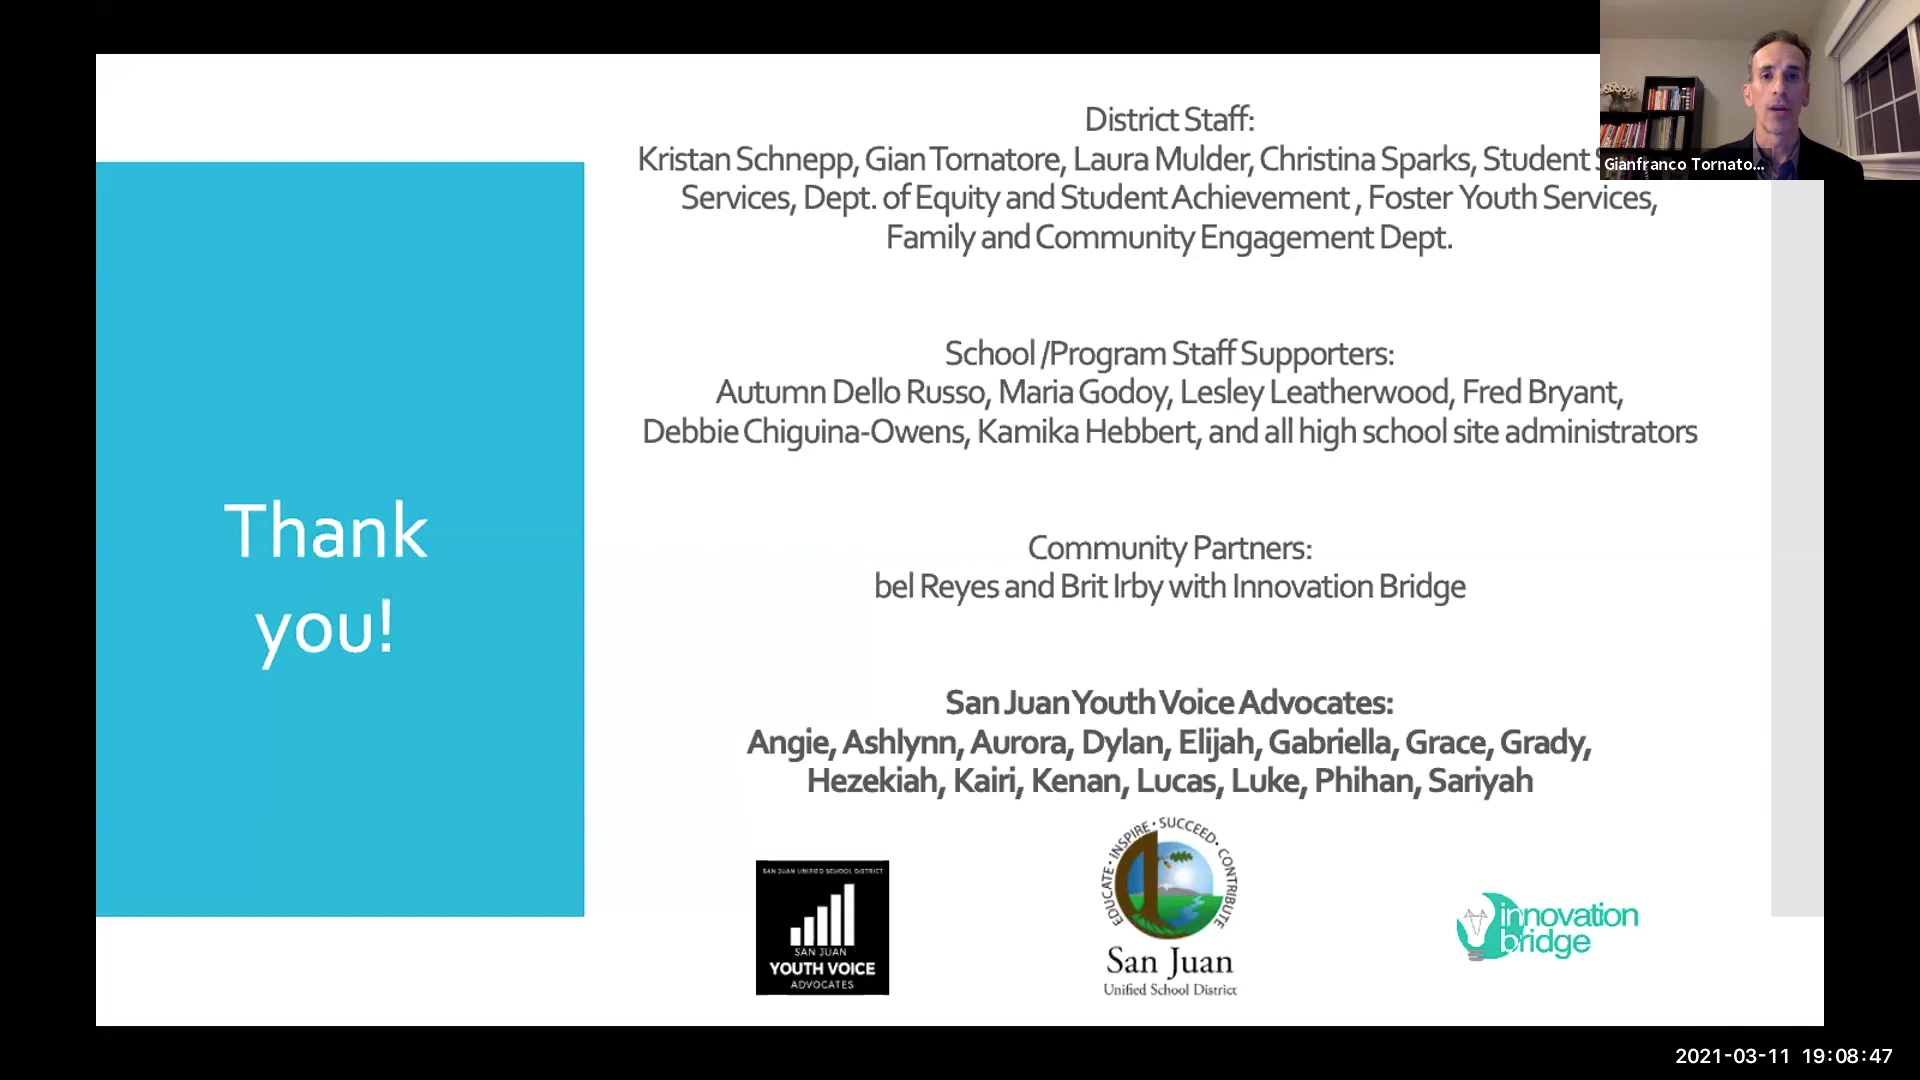 District Staff:
Kristan Schnepp, Gian Tornatore, Laura Mulder, Christina Sparks, Student
Services, Dept. of Equity and Student Achievement , Foster Youth Services,
Family and Community Engagement Dept.
Gianfranco Tornato...
School /Program Staff Supporters:
Autumn Dello Russo, Maria Godoy, Lesley Leatherwood, Fred Bryant,
Debbie Chiguina-Owens, Kamika Hebbert, and all high school site administrators
Thank
you!
Community Partners:
bel Reyes and Brit Irby with Innovation Bridge
San Juan Youth Voice Advocates:
Angie, Ashlynn, Aurora, Dylan, Elijah, Gabriella, Grace, Grady,
Hezekiah, Kairi, Kenan, Lucas, Luke, Phihan, Sariyah
SAN JUAN UNIFIED SCHOOL DISTRICT
SAN JUAN
YOUTH VOICE
ADVOCATES
EDUCATE • INSPIRE • SUCCEED • CONTRIBUTE
San Juan
Unified School District
innovation
bridge
2021-03-11 19:08:47